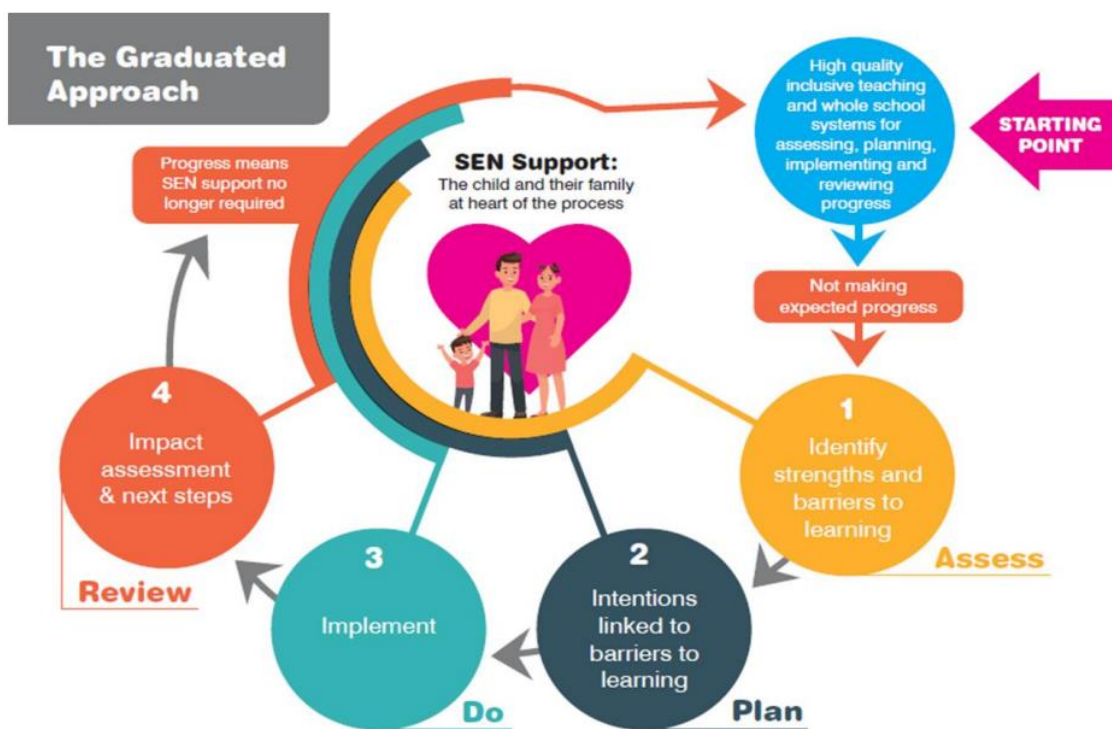 The Graduated
Approach
High quality
inclusive teaching
and whole school
systems for
assessing, planning,
implementing and
reviewing
progress
STARTING
POINT
Progress means
SEN support no
longer required
SEN Support:
The child and their family
at heart of the process
Not making
expected progress
1
Identify
strengths and
barriers to
learning
Assess
2
Intentions
linked to
barriers to
learning
Plan
3
Implement
Do
4
Impact
assessment
& next steps
Review